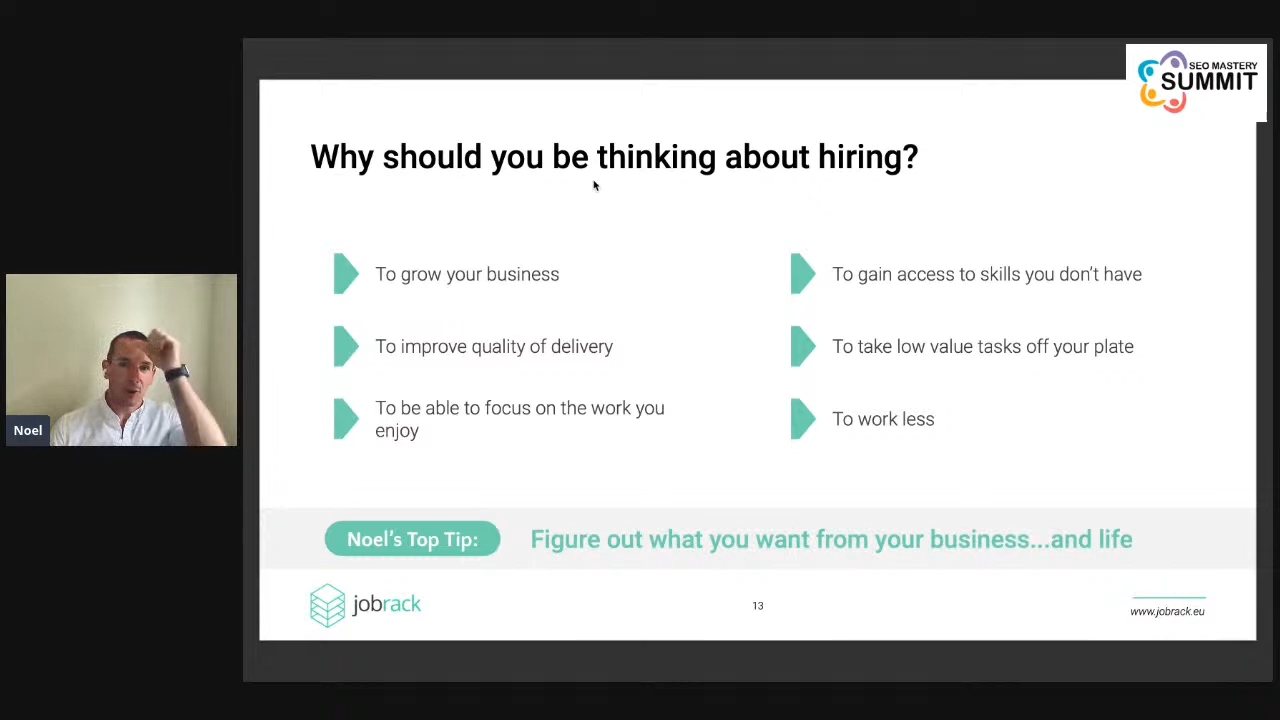 SEO MASTERY
SUMMIT
Why should you be thinking about hiring?
To grow your business
To gain access to skills you don’t have
To improve quality of delivery
To take low value tasks off your plate
To be able to focus on the work you
enjoy
To work less
Noel
Noel’s Top Tip:
Figure out what you want from your business...and life
jobrack
13
www.jobrack.eu